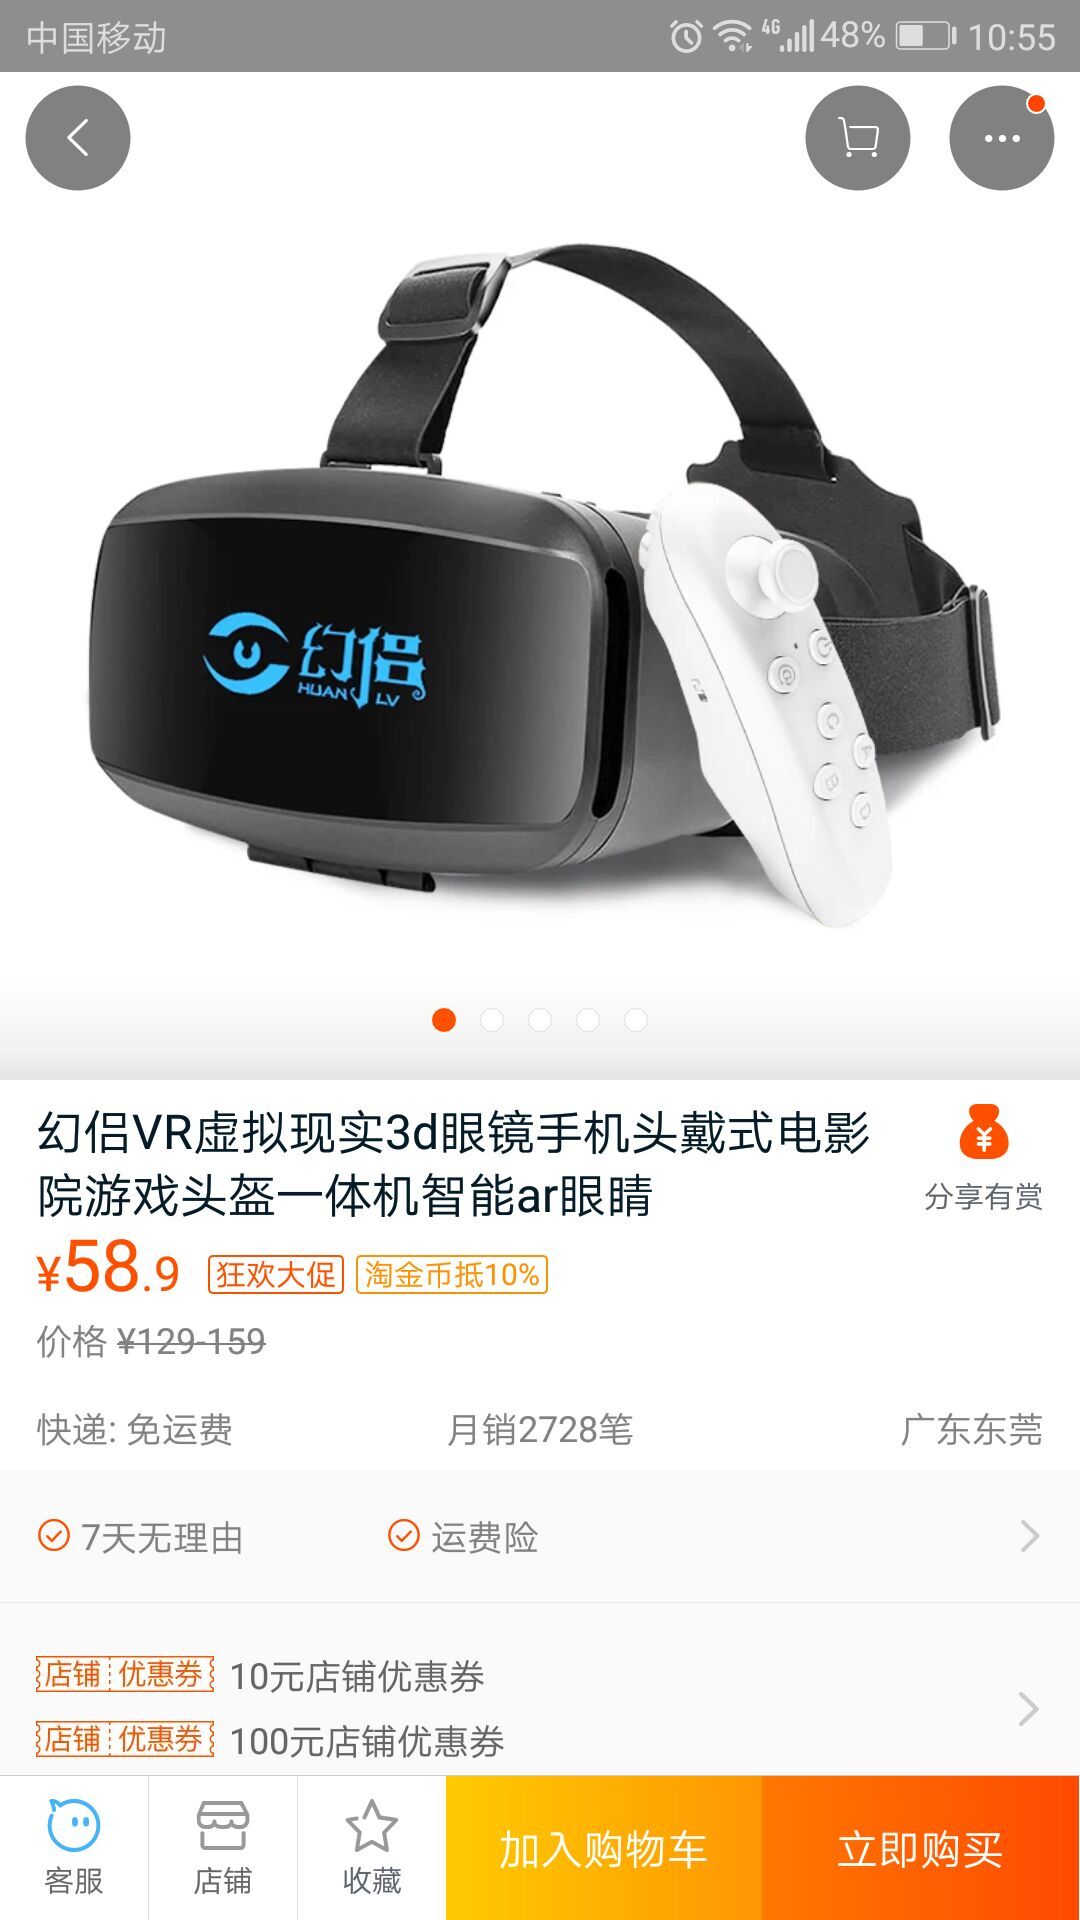 中国移动
4G 48% 10:55
幻侣
HUAN LV
幻侣VR虚拟现实3d眼镜手机头戴式电影
院游戏头盔一体机智能ar眼睛
分享有赏
¥58.9 狂欢大促 淘金币抵10%
价格 ¥129-159
快递: 免运费 月销2728笔 广东东莞
7天无理由 运费险
店铺 优惠券 10元店铺优惠券
店铺 优惠券 100元店铺优惠券
客服 店铺 收藏 加入购物车 立即购买